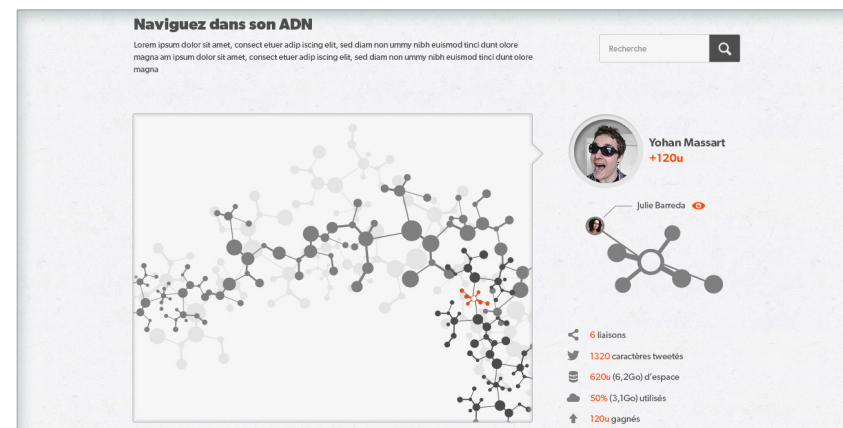 Naviguez dans son ADN
Lorem ipsum dolor sit amet, consect etuer adip iscing elit, sed diam non ummy nibh euismod tinci dunt olore
magna am ipsum dolor sit amet, consect etuer adip iscing elit, sed diam non ummy nibh euismod tinci dunt olore
magna
Recherche
Yohan Massart
+120u
Julie Barreda
6 liaisons
1320 caractères tweetés
620u (6,2Go) d'espace
50% (3,1Go) utilisés
120u gagnés